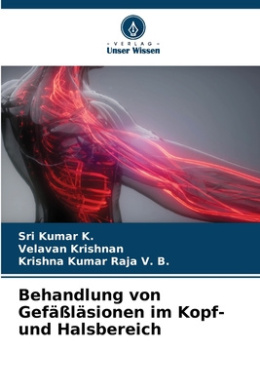 VERLAG
Unser Wissen
Sri Kumar K.
Velavan Krishnan
Krishna Kumar Raja V. B.
Behandlung von
Gefäßläsionen im Kopf-
und Halsbereich